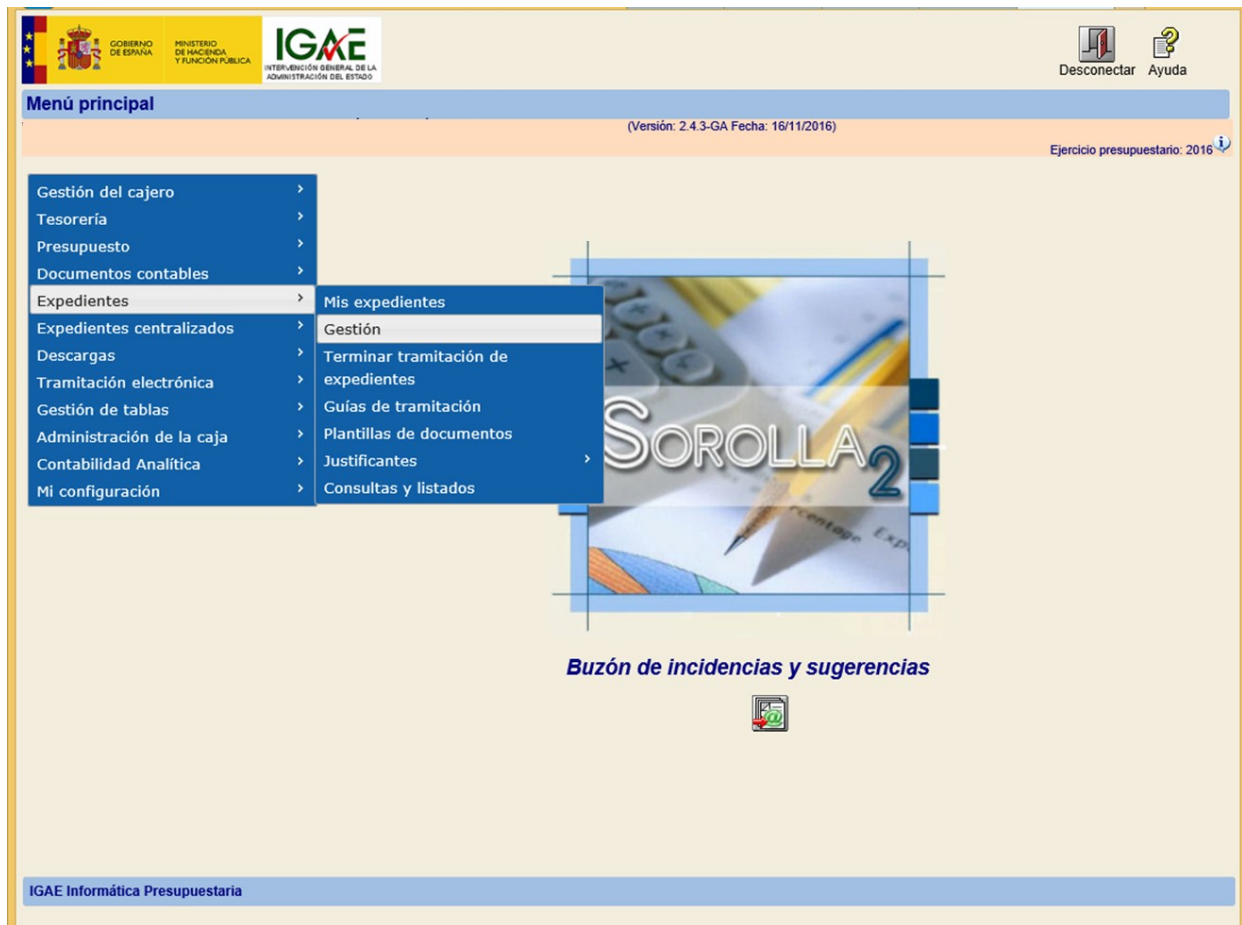 GOBIERNO
DE ESPAÑA
MINISTERIO
DE HACIENDA
Y FUNCIÓN PÚBLICA
IGAE
INTERVENCIÓN GENERAL DE LA
ADMINISTRACIÓN DEL ESTADO
Desconectar
Ayuda
Menú principal
(Versión: 2.4.3-GA Fecha: 16/11/2016)
Ejercicio presupuestario: 2016
Gestión del cajero
Tesorería
Presupuesto
Documentos contables
Expedientes
Expedientes centralizados
Descargas
Tramitación electrónica
Gestión de tablas
Administración de la caja
Contabilidad Analítica
Mi configuración
Mis expedientes
Gestión
Terminar tramitación de
expedientes
Guías de tramitación
Plantillas de documentos
Justificantes
Consultas y listados
SOROLLA2
Buzón de incidencias y sugerencias
IGAE Informática Presupuestaria